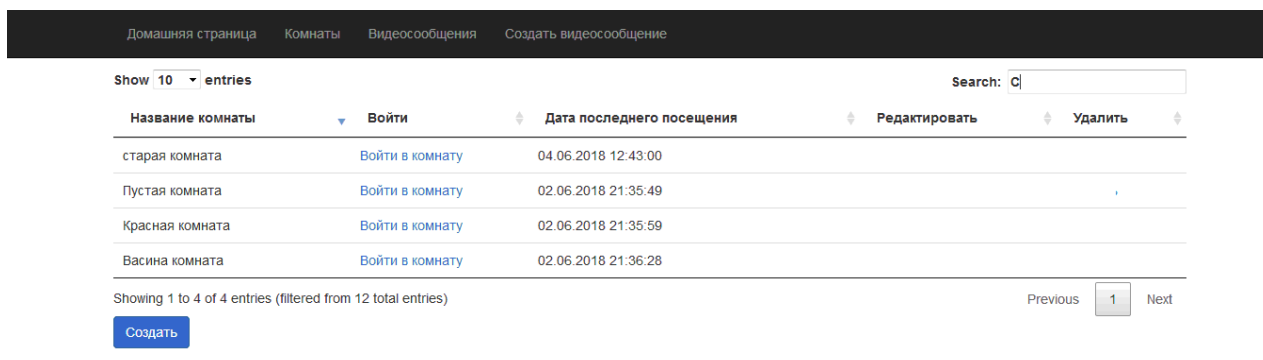 Домашняя страница Комнаты Видеосообщения Создать видеосообщение
Show 10 entries Search: С
Название комнаты Войти Дата последнего посещения Редактировать Удалить
старая комната Войти в комнату 04.06.2018 12:43:00
Пустая комната Войти в комнату 02.06.2018 21:35:49
Красная комната Войти в комнату 02.06.2018 21:35:59
Васина комната Войти в комнату 02.06.2018 21:36:28
Showing 1 to 4 of 4 entries (filtered from 12 total entries) Previous 1 Next
Создать